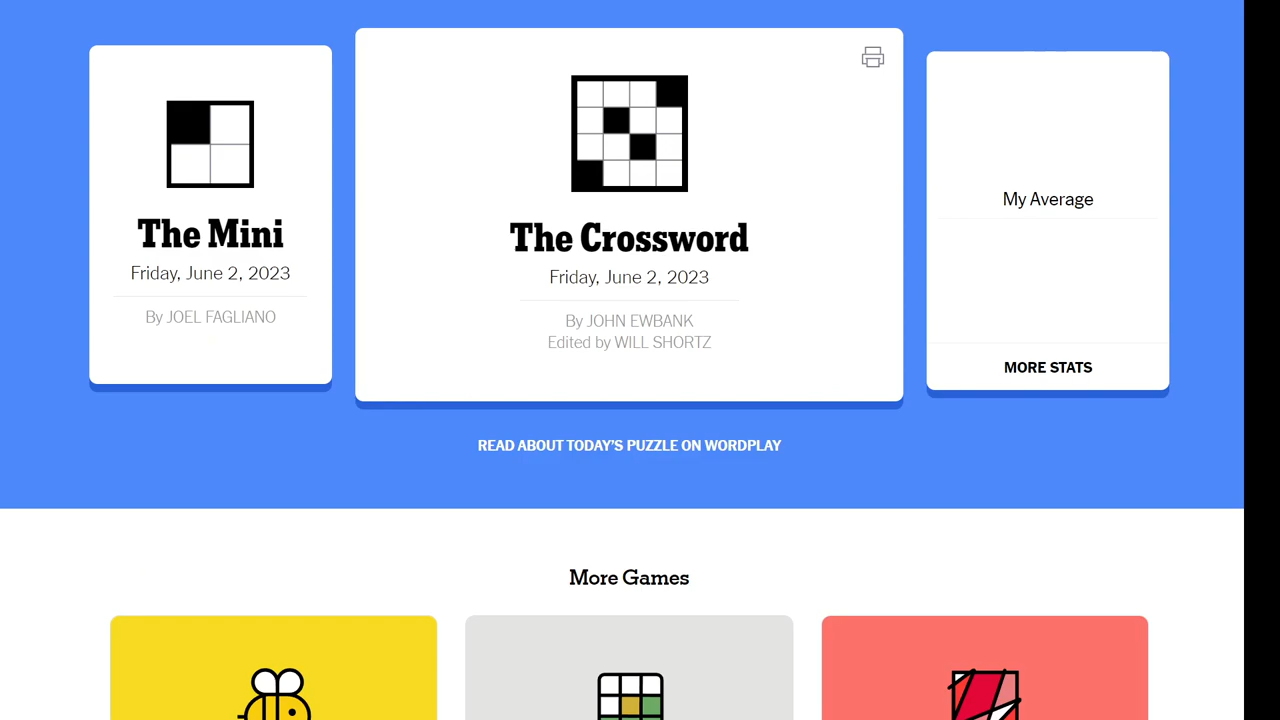 The Mini
Friday, June 2, 2023
By JOEL FAGLIANO
The Crossword
Friday, June 2, 2023
By JOHN EWBANK
Edited by WILL SHORTZ
My Average
MORE STATS
READ ABOUT TODAY'S PUZZLE ON WORDPLAY
More Games